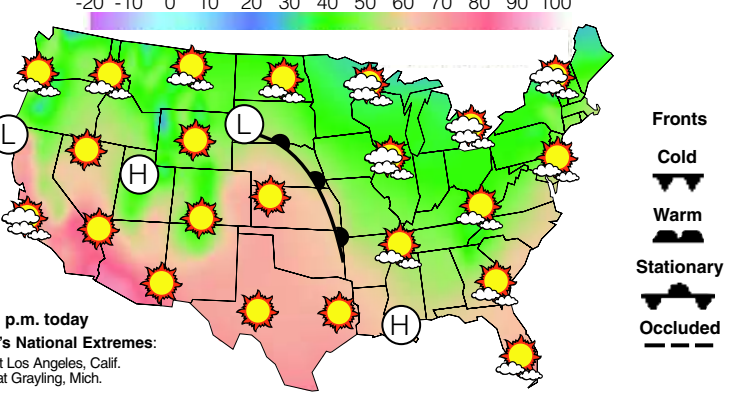 -20 -10 0 10 20 30 40 50 60 70 80 90 100
L
L
H
H
Fronts
Cold
Warm
Stationary
Occluded
p.m. today
's National Extremes:
t Los Angeles, Calif.
at Grayling, Mich.